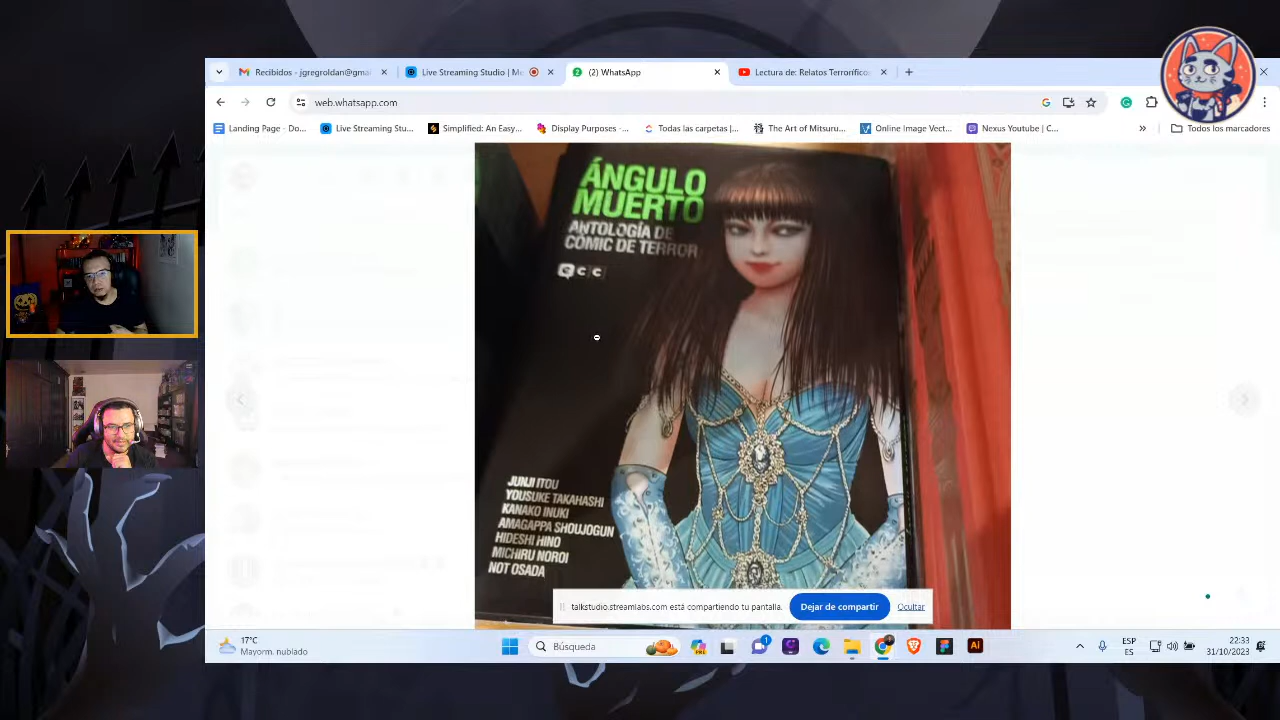 Recibidos - jgregroldan@gmai
Live Streaming Studio | Me
(2) WhatsApp
Lectura de: Relatos Terroríficos
web.whatsapp.com
Landing Page - Do...
Live Streaming Stu...
Simplified: An Easy...
Display Purposes -...
Todas las carpetas |...
The Art of Mitsuru...
Online Image Vect...
Nexus Youtube | C...
Todos los marcadores
ÁNGULO
MUERTO
ANTOLOGÍA DE
CÓMIC DE TERROR
ecc
JUNJI ITOU
YOUSUKE TAKAHASHI
KANAKO INUKI
AMAGAPPA SHOUJOGUN
HIDESHI HINO
MICHIRU NOROI
NOT OSADA
talkstudio.streamlabs.com está compartiendo tu pantalla.
Dejar de compartir
Ocultar
17°C
Mayorm. nublado
Búsqueda
ESP
ES
22:33
31/10/2023